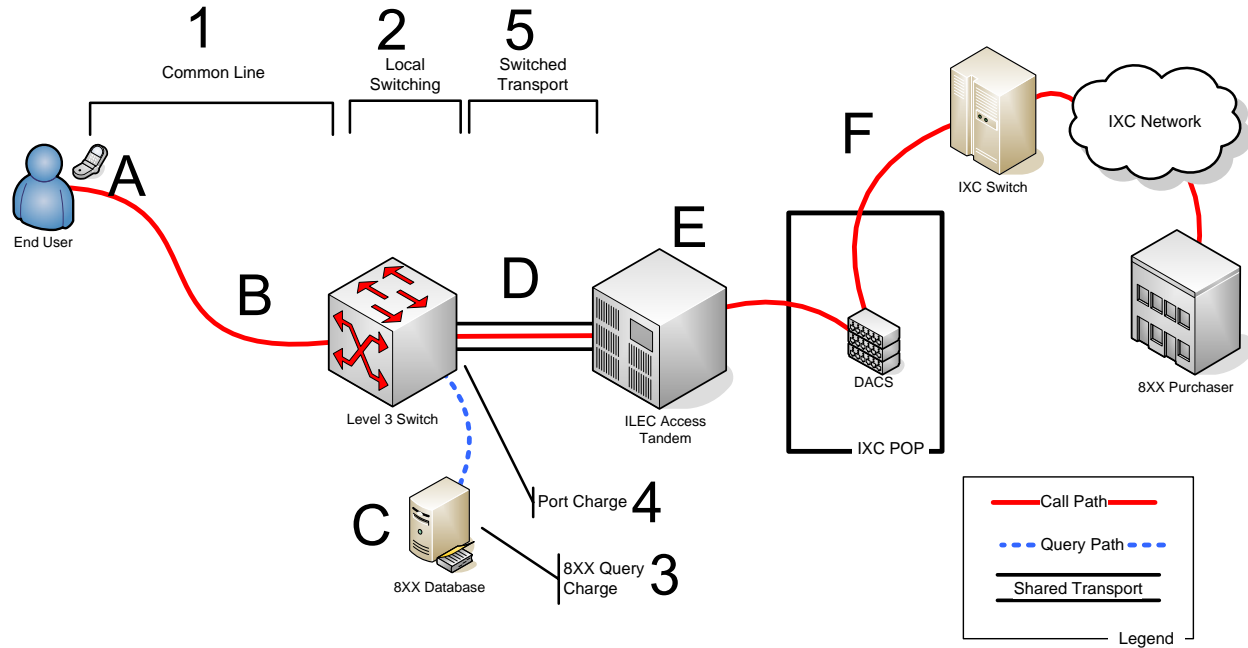 1
2
5
Common Line
Local
Switching
Switched
Transport
A
End User
B
Level 3 Switch
D
E
ILEC Access
Tandem
F
IXC Switch
IXC Network
8XX Purchaser
DACS
IXC POP
C
8XX Database
Port Charge
4
8XX Query
Charge
3
Call Path
Query Path
Shared Transport
Legend